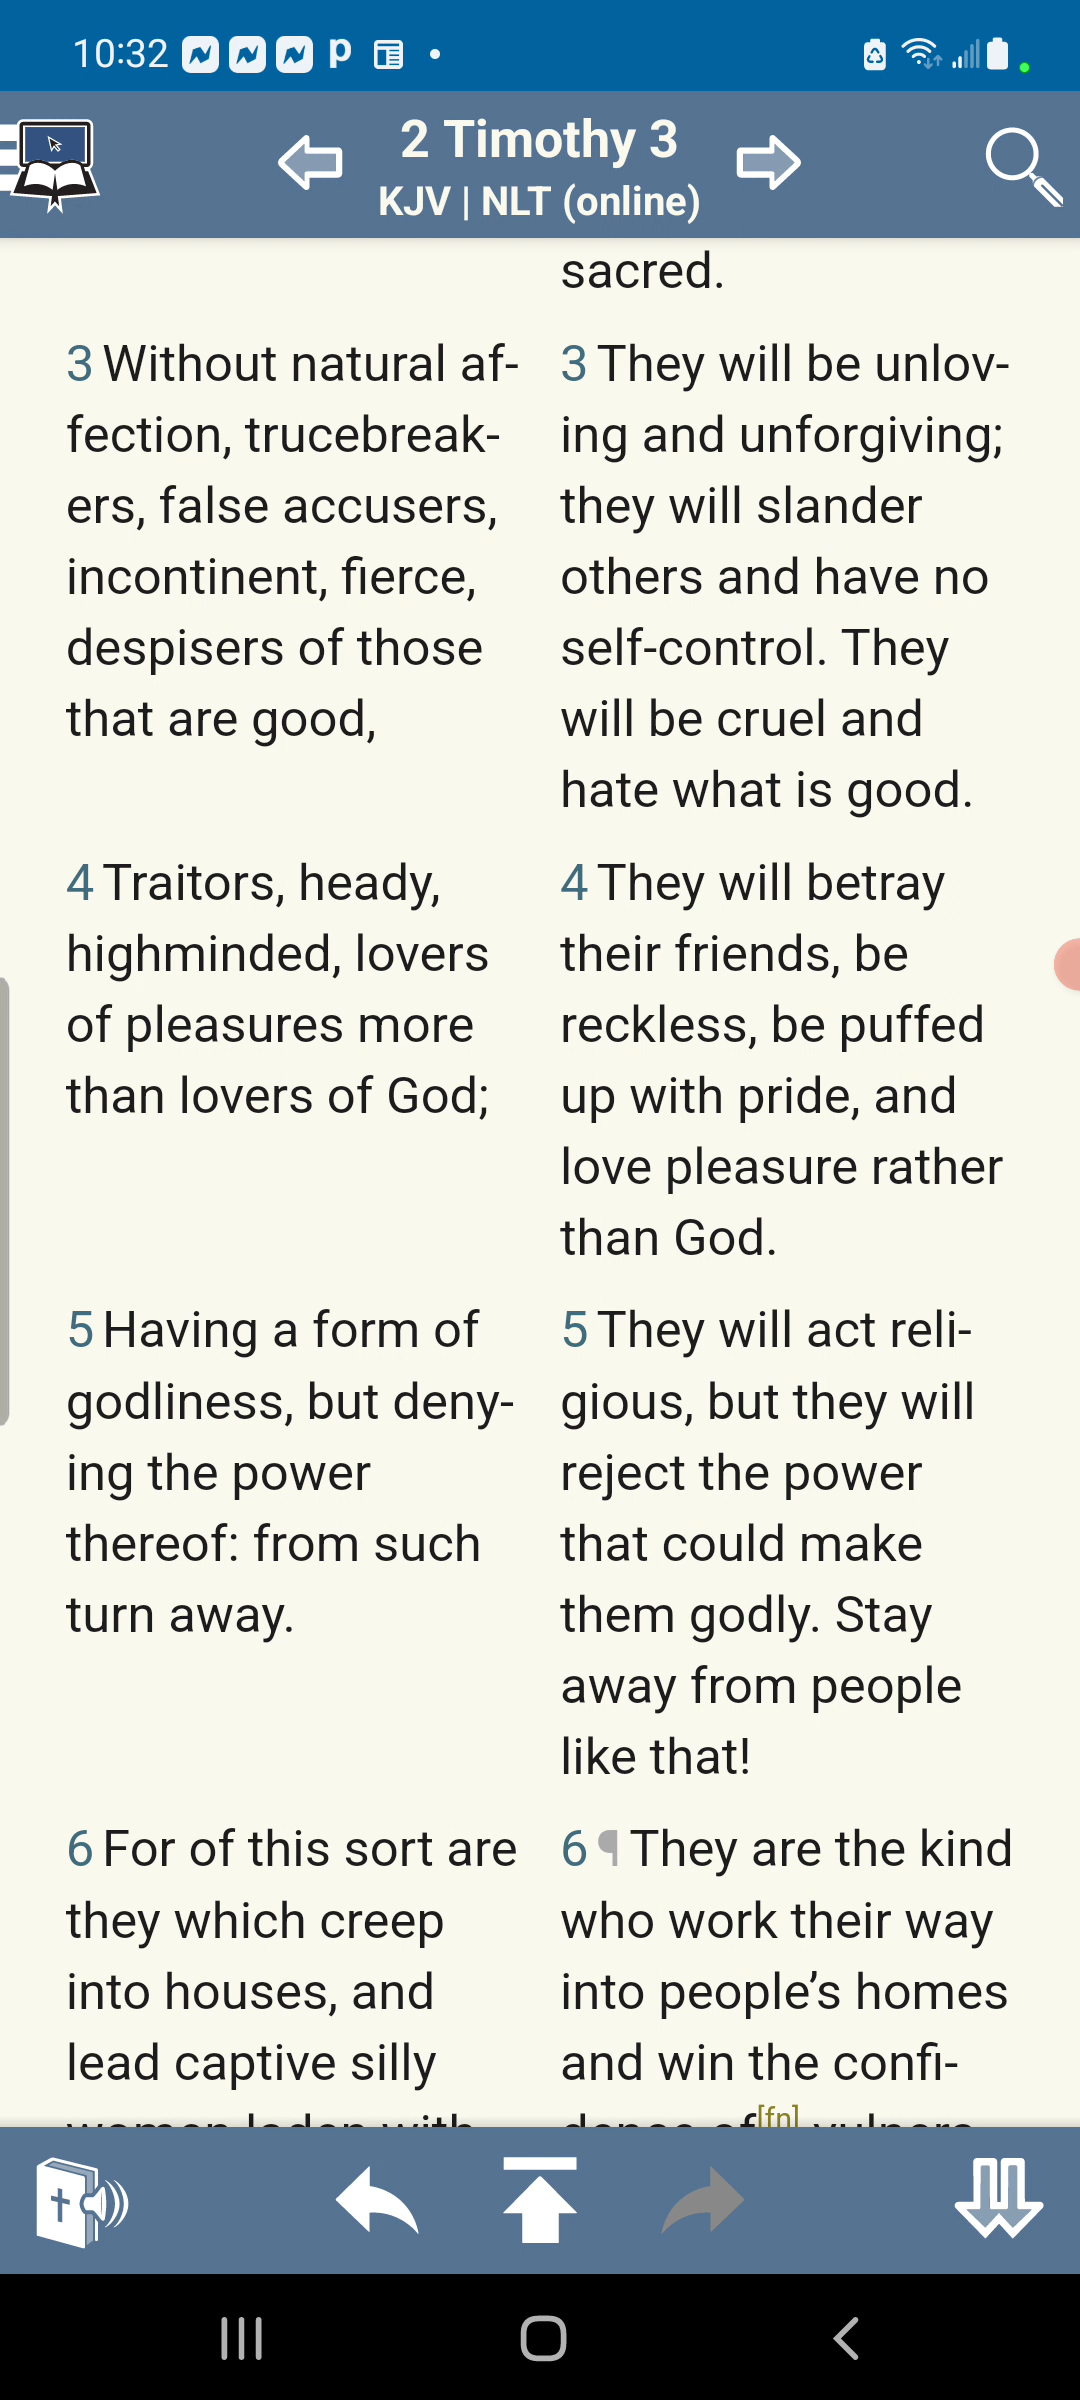 10:32
2 Timothy 3
KJV | NLT (online)
sacred.
3 Without natural af-
fection, trucebreak-
ers, false accusers,
incontinent, fierce,
despisers of those
that are good,
3 They will be unlov-
ing and unforgiving;
they will slander
others and have no
self-control. They
will be cruel and
hate what is good.
4 Traitors, heady,
highminded, lovers
of pleasures more
than lovers of God;
4 They will betray
their friends, be
reckless, be puffed
up with pride, and
love pleasure rather
than God.
5 Having a form of
godliness, but deny-
ing the power
thereof: from such
turn away.
5 They will act reli-
gious, but they will
reject the power
that could make
them godly. Stay
away from people
like that!
6 For of this sort are
they which creep
into houses, and
lead captive silly
women laden with
6 ¶ They are the kind
who work their way
into people’s homes
and win the confi-
dence of[fn] vulnera-